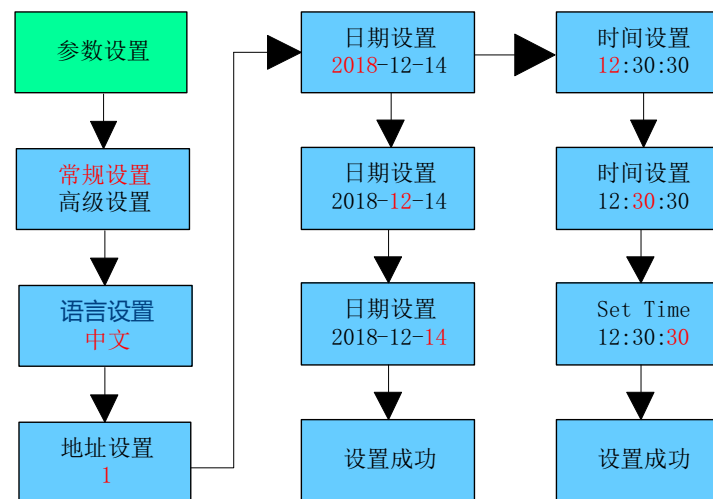 参数设置
常规设置
高级设置
语言设置
中文
地址设置
1
日期设置
2018-12-14
日期设置
2018-12-14
日期设置
2018-12-14
设置成功
时间设置
12:30:30
时间设置
12:30:30
Set Time
12:30:30
设置成功